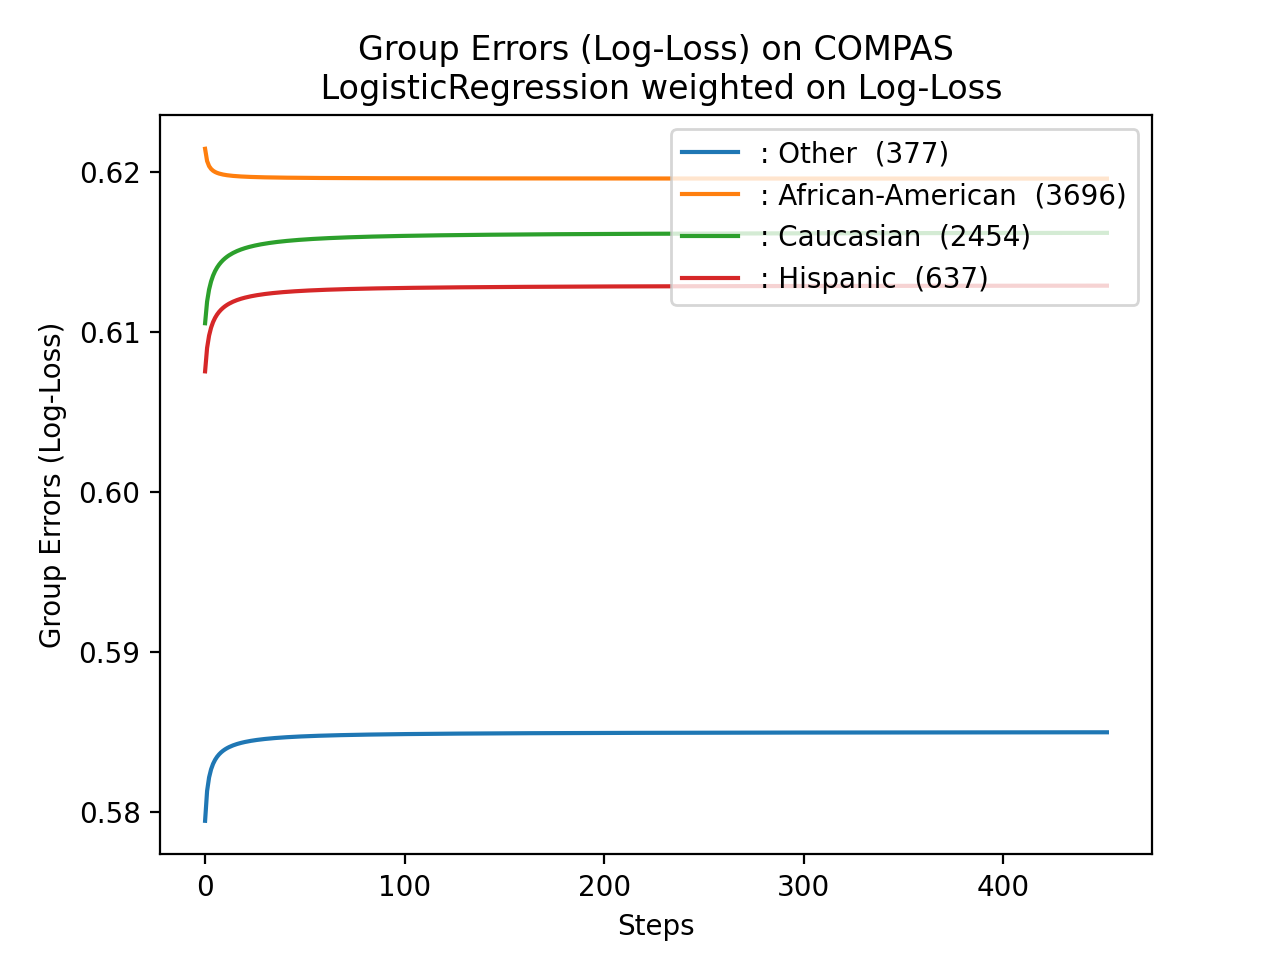 Group Errors (Log-Loss) on COMPAS
LogisticRegression weighted on Log-Loss
: Other (377)
: African-American (3696)
: Caucasian (2454)
: Hispanic (637)
Group Errors (Log-Loss)
0.62
0.61
0.60
0.59
0.58
0
100
200
300
400
Steps